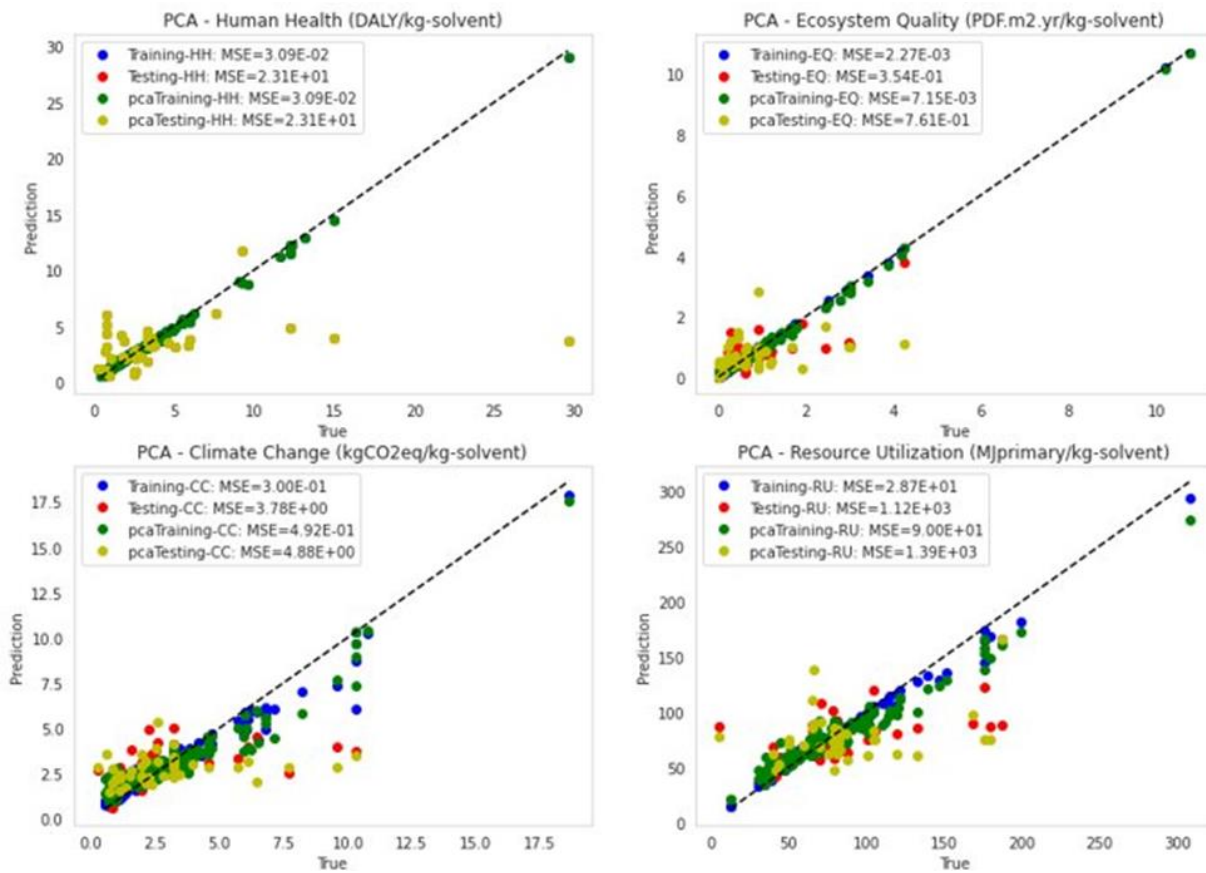 PCA - Human Health (DALY/kg-solvent)
Training-HH: MSE=3.09E-02
Testing-HH: MSE=2.31E+01
pcaTraining-HH: MSE=3.09E-02
pcaTesting-HH: MSE=2.31E+01
30
25
20
15
10
5
0
Prediction
0 5 10 15 20 25 30
True
PCA - Ecosystem Quality (PDF.m2.yr/kg-solvent)
Training-EQ: MSE=2.27E-03
Testing-EQ: MSE=3.54E-01
pcaTraining-EQ: MSE=7.15E-03
pcaTesting-EQ: MSE=7.61E-01
10
8
6
4
2
0
Prediction
0 2 4 6 8 10
True
PCA - Climate Change (kgCO2eq/kg-solvent)
Training-CC: MSE=3.00E-01
Testing-CC: MSE=3.78E+00
pcaTraining-CC: MSE=4.92E-01
pcaTesting-CC: MSE=4.88E+00
17.5
15.0
12.5
10.0
7.5
5.0
2.5
0.0
Prediction
0.0 2.5 5.0 7.5 10.0 12.5 15.0 17.5
True
PCA - Resource Utilization (MJprimary/kg-solvent)
Training-RU: MSE=2.87E+01
Testing-RU: MSE=1.12E+03
pcaTraining-RU: MSE=9.00E+01
pcaTesting-RU: MSE=1.39E+03
300
250
200
150
100
50
0
Prediction
0 50 100 150 200 250 300
True